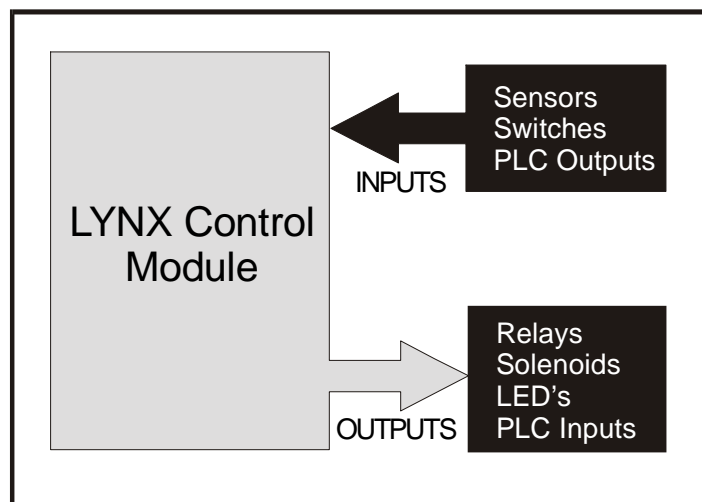 LYNX Control
Module
INPUTS
Sensors
Switches
PLC Outputs
OUTPUTS
Relays
Solenoids
LED's
PLC Inputs